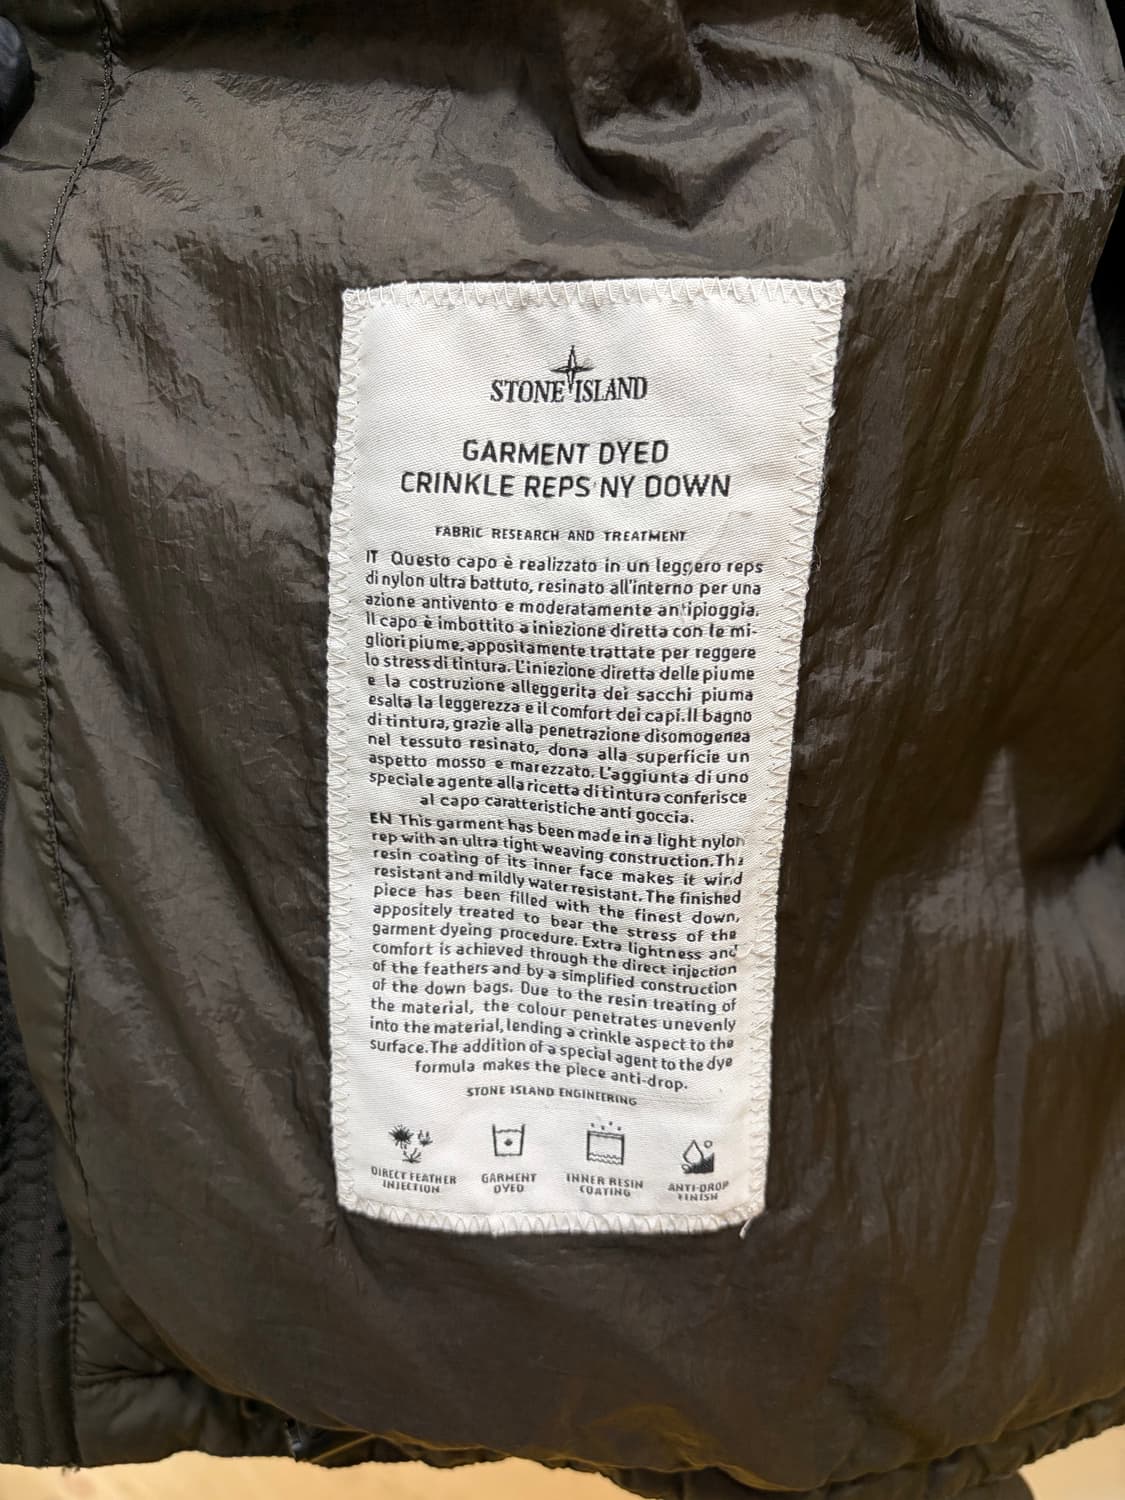 STONE ISLAND
GARMENT DYED
CRINKLE REPS NY DOWN
FABRIC RESEARCH AND TREATMENT
IT Questo capo è realizzato in un leggero reps
di nylon ultra battuto, resinato all'interno per una
azione antivento e moderatamente antipioggia.
Il capo è imbottito a iniezione diretta con le mi-
gliori piume, appositamente trattate per reggere
lo stress di tintura. L'iniezione diretta delle piume
e la costruzione alleggerita dei sacchi piuma
esalta la leggerezza e il comfort dei capi. Il bagno
di tintura, grazie alla penetrazione disomogenea
nel tessuto resinato, dona alla superficie un
aspetto mosso e marezzato. L'aggiunta di uno
speciale agente alla ricetta di tintura conferisce
al capo caratteristiche anti goccia.
EN This garment has been made in a light nylon
rep with an ultra tight weaving construction. The
resin coating of its inner face makes it wind
resistant and mildly water resistant. The finished
piece has been filled with the finest down,
appositely treated to bear the stress of the
garment dyeing procedure. Extra lightness and
comfort is achieved through the direct injection
of the feathers and by a simplified construction
of the down bags. Due to the resin treating of
the material, the colour penetrates unevenly
into the material, lending a crinkle aspect to the
surface. The addition of a special agent to the dye
formula makes the piece anti-drop.
STONE ISLAND ENGINEERING
DIRECT FEATHER
INJECTION
GARMENT
DYED
INNER RESIN
COATING
ANTI-DROP
FINISH